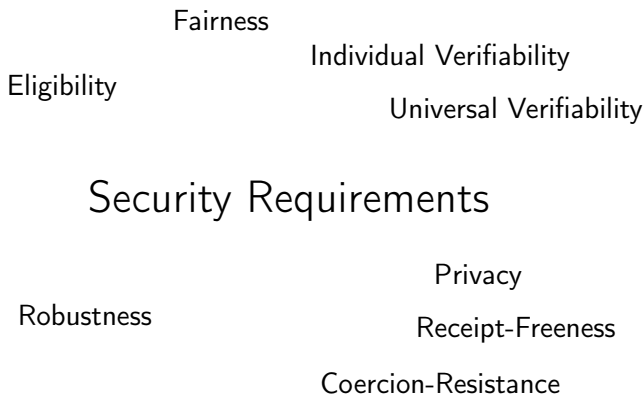 Fairness
Individual Verifiability
Eligibility
Universal Verifiability
Security Requirements
Privacy
Robustness
Receipt-Freeness
Coercion-Resistance